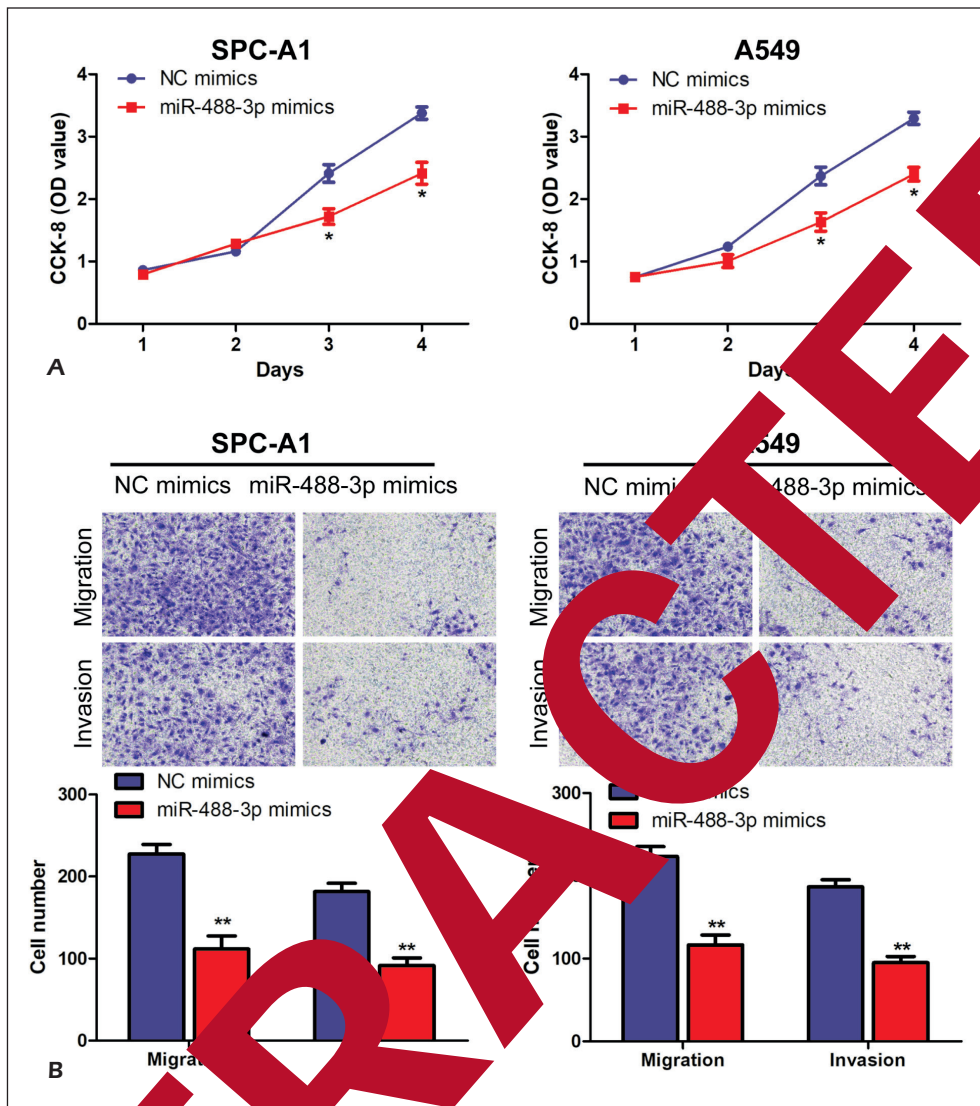 SPC-A1
NC mimics
miR-488-3p mimics
CCK-8 (OD value)
4
3
2
1
0
1 2 3 4
Days
A
A549
NC mimics
miR-488-3p mimics
CCK-8 (OD value)
4
3
2
1
0
1 2 4
Days
*
*
*
*
SPC-A1
NC mimics miR-488-3p mimics
Migration
Invasion
549
NC 488-3p mimics
Migration
Invasion
NC mimics
miR-488-3p mimics
Cell number
300
200
100
0
**
**
B
mimics
miR-488-3p mimics
Cell
300
100
0
**
**
Migration Invasion
RACTE